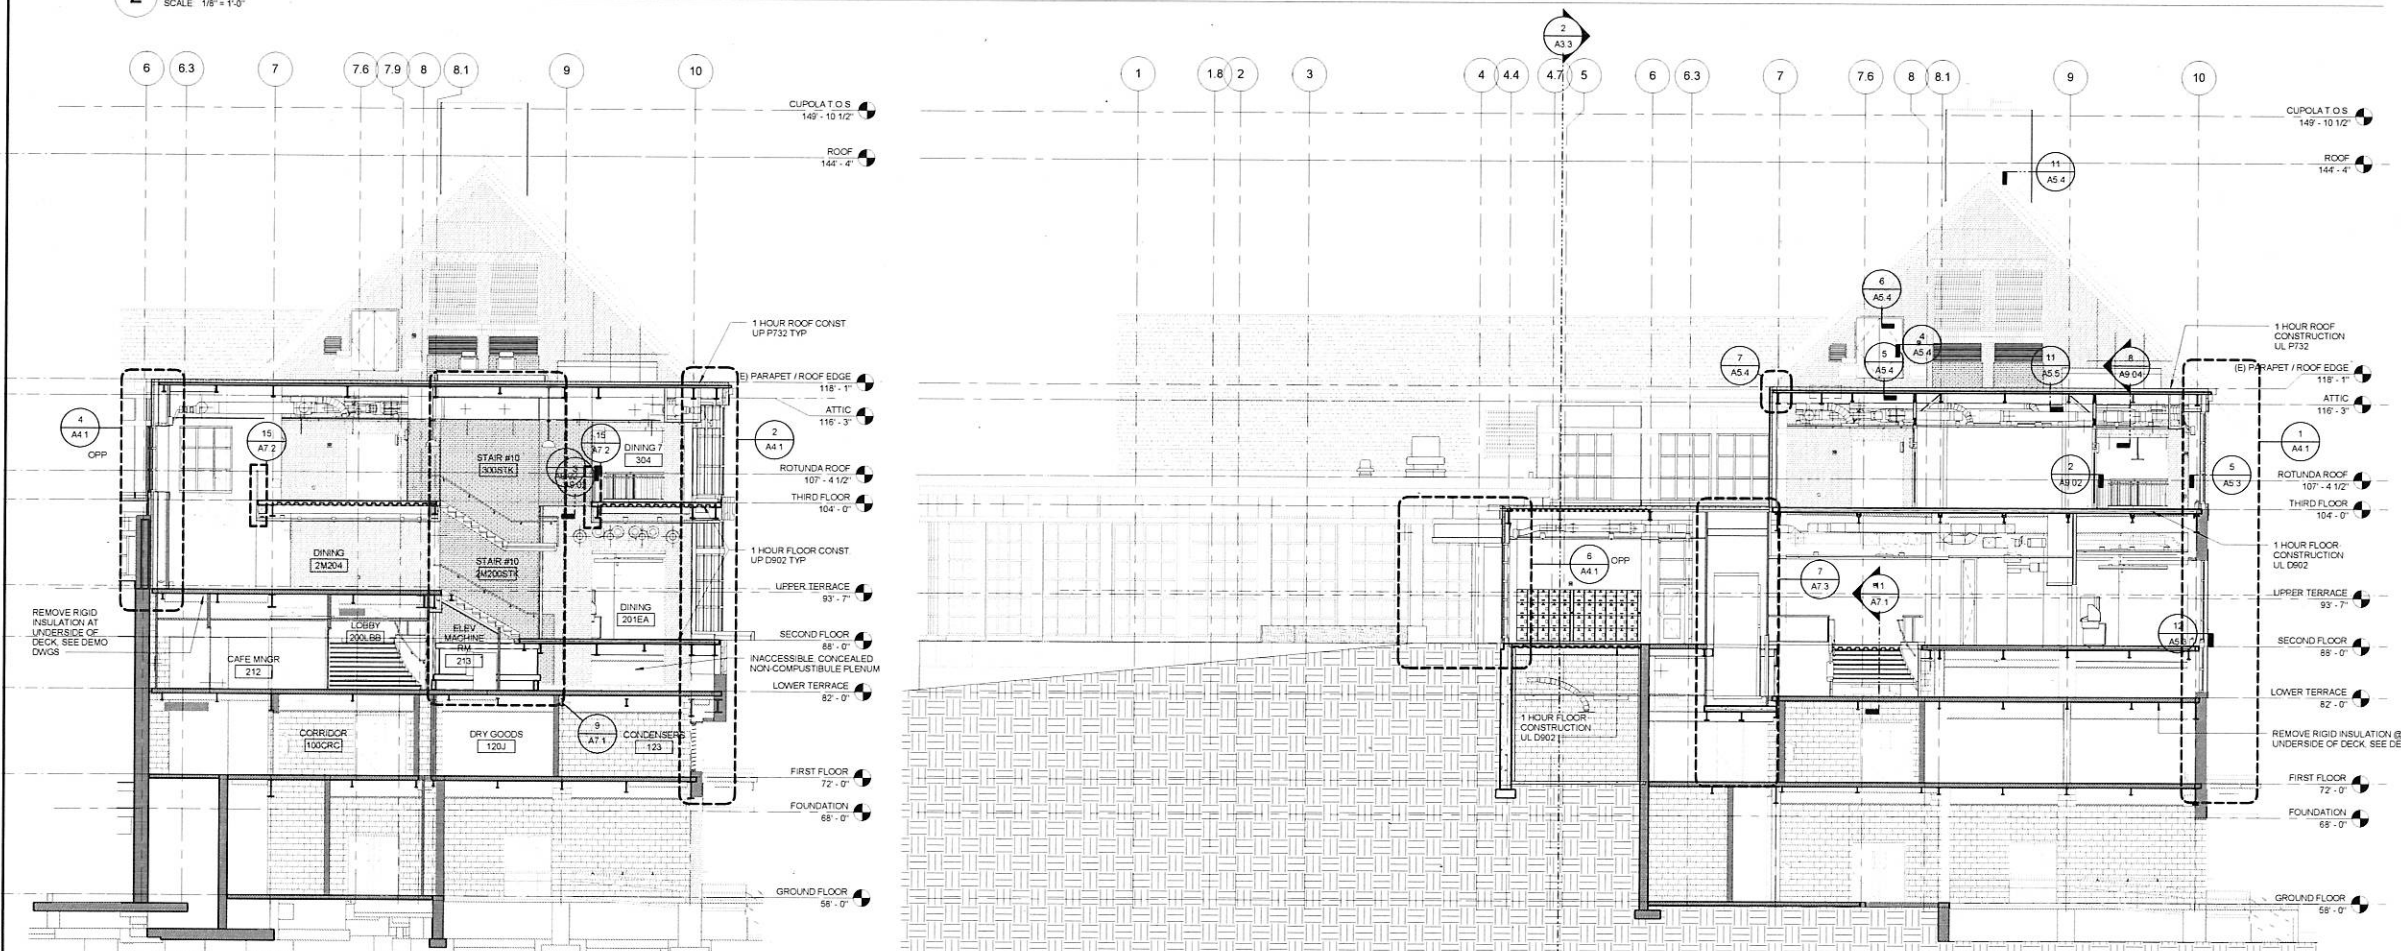 2
SCALE 1/8" = 1'-0"
6
6.3
7
7.6
7.9
8
8.1
9
10
CUPOLA T O S
149' - 10 1/2"
ROOF
144' - 4"
1 HOUR ROOF CONST
UP P732 TYP
(E) PARAPET / ROOF EDGE
118' - 1"
ATTIC
116' - 3"
4
A4 1
OPP
15
A7 2
STAIR #10
300STK
15
A7 2
DINING 7
304
2
A4 1
ROTUNDA ROOF
107' - 4 1/2"
THIRD FLOOR
104' - 0"
DINING
2M204
STAIR #10
2M200STK
1 HOUR FLOOR CONST.
UP D902 TYP
UPPER TERRACE
93' - 7"
REMOVE RIGID
INSULATION AT
UNDERSIDE OF
DECK, SEE DEMO
DWGS
LOBBY
200LBB
ELEV
MACHINE
RM
213
DINING
201EA
SECOND FLOOR
88' - 0"
CAFE MNGR
212
INACCESSIBLE, CONCEALED
NON-COMPUSTIBULE PLENUM
LOWER TERRACE
82' - 0"
CORRIDOR
100CRC
DRY GOODS
120J
9
A7 1
CONDENSERS
123
FIRST FLOOR
72' - 0"
FOUNDATION
68' - 0"
GROUND FLOOR
58' - 0"
2
A3.3
1
1.8
2
3
4
4.4
4.7
5
6
6.3
7
7.6
8
8.1
9
10
CUPOLA T O S
149' - 10 1/2"
ROOF
144' - 4"
11
A5 4
6
A5.4
4
A5 4
5
A5 4
7
A5.4
11
A5.5
8
A9 04
1 HOUR ROOF
CONSTRUCTION
UL P732
(E) PARAPET / ROOF EDGE
118' - 1"
ATTIC
116' - 3"
1
A4 1
2
A9 02
5
A5.3
ROTUNDA ROOF
107' - 4 1/2"
THIRD FLOOR
104' - 0"
6
A4.1
OPP
7
A7 3
A7.1
1 HOUR FLOOR
CONSTRUCTION
UL D902
UPPER TERRACE
93' - 7"
12
SECOND FLOOR
88' - 0"
LOWER TERRACE
82' - 0"
1 HOUR FLOOR
CONSTRUCTION
UL D902
REMOVE RIGID INSULATION @
UNDERSIDE OF DECK. SEE DE
FIRST FLOOR
72' - 0"
FOUNDATION
68' - 0"
GROUND FLOOR
58' - 0"